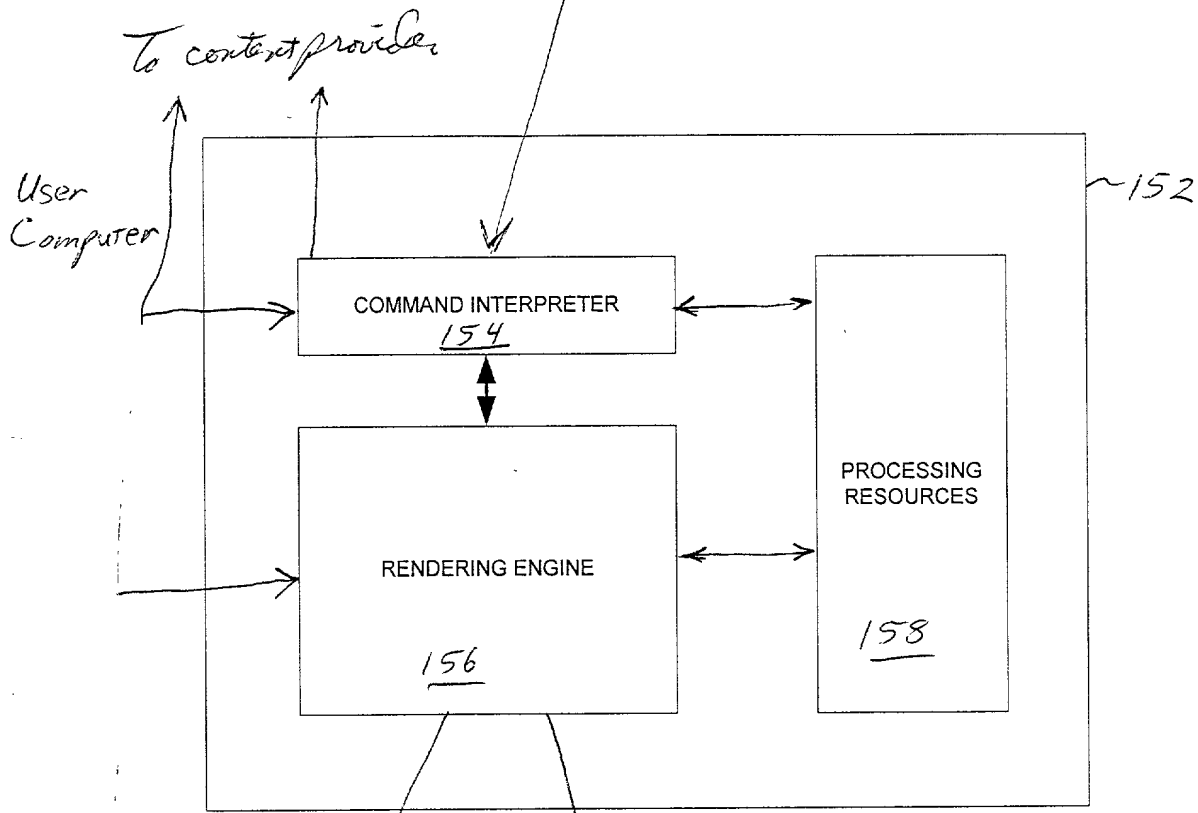 To content provider
User
Computer
~152
COMMAND INTERPRETER
154
PROCESSING
RESOURCES
RENDERING ENGINE
158
156